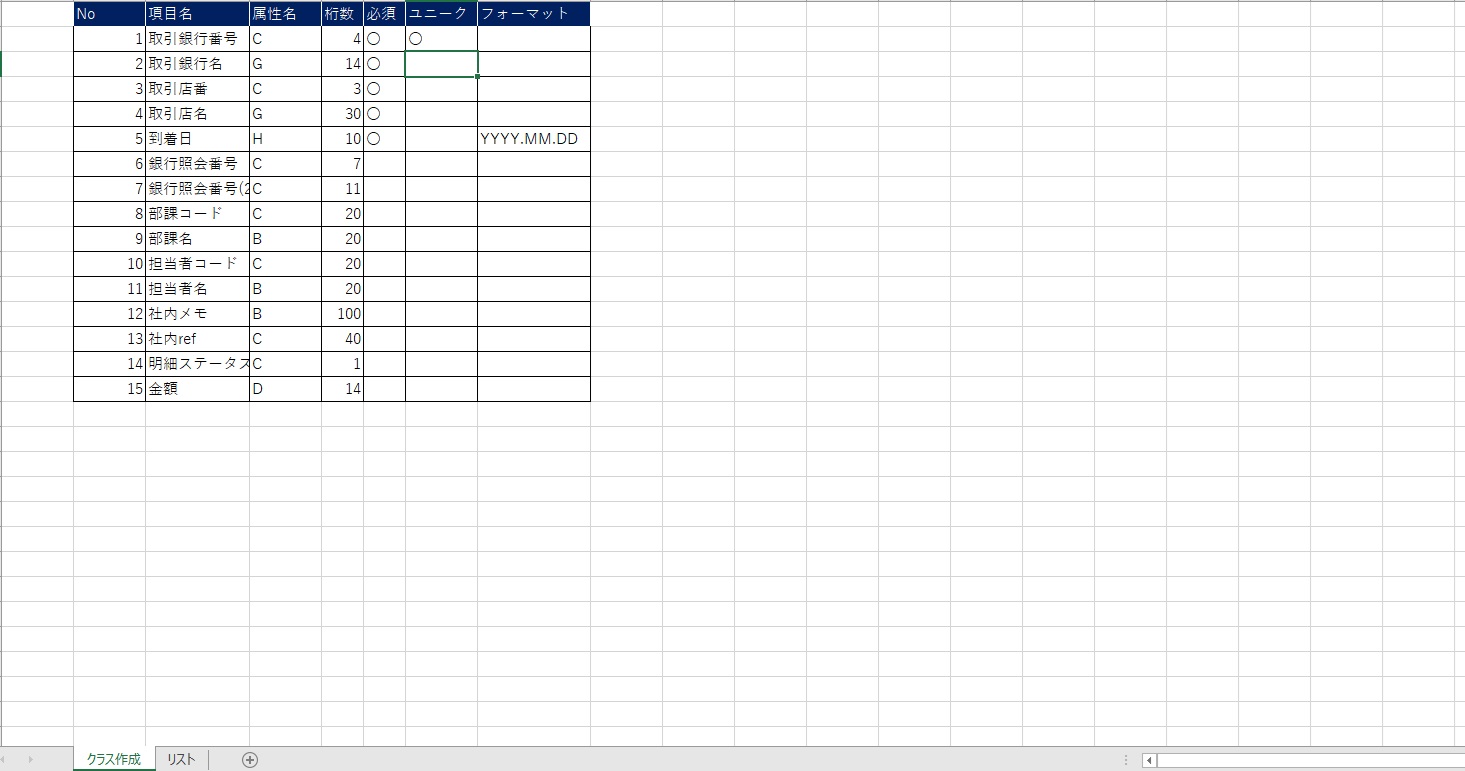 No 項目名 属性名 桁数 必須 ユニーク フォーマット
1 取引銀行番号 C 4 〇 〇
2 取引銀行名 G 14 〇
3 取引店番 C 3 〇
4 取引店名 G 30 〇
5 到着日 H 10 〇 YYYY.MM.DD
6 銀行照会番号 C 7
7 銀行照会番号(2 C 11
8 部課コード C 20
9 部課名 B 20
10 担当者コード C 20
11 担当者名 B 20
12 社内メモ B 100
13 社内ref C 40
14 明細ステータス C 1
15 金額 D 14
クラス作成 リスト